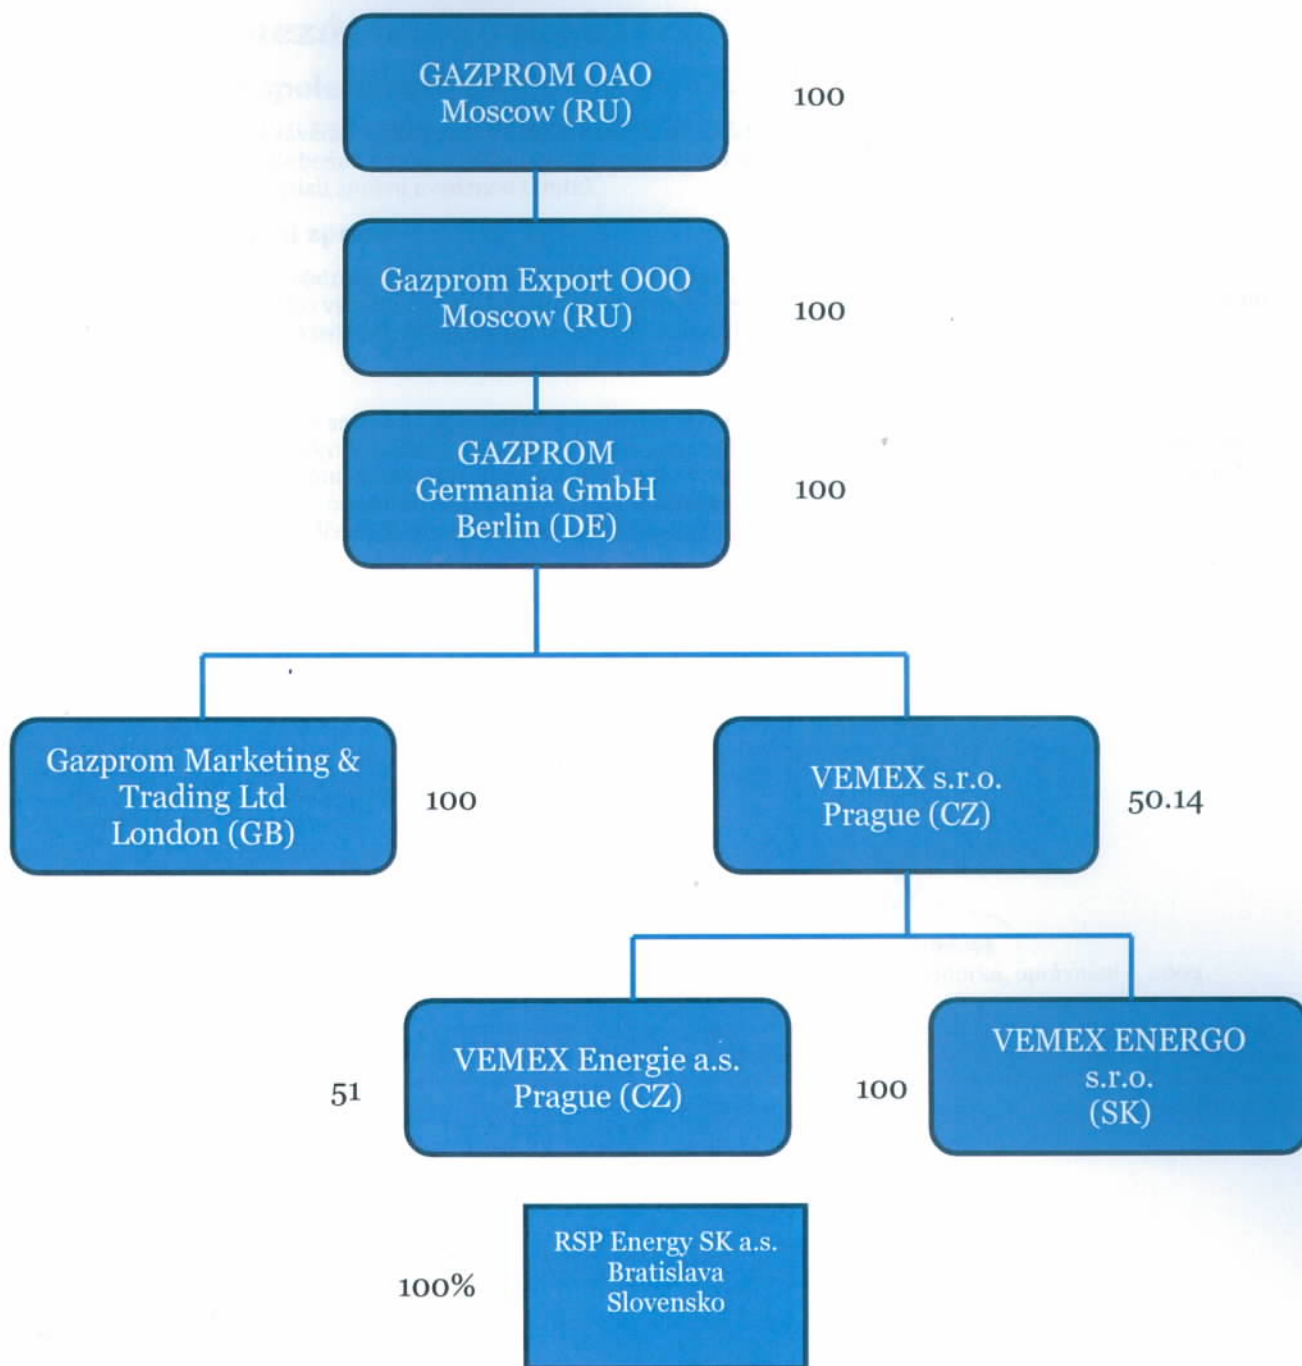 GAZPROM OAO
Moscow (RU)
100
Gazprom Export OOO
Moscow (RU)
100
GAZPROM
Germania GmbH
Berlin (DE)
100
Gazprom Marketing &
Trading Ltd
London (GB)
100
VEMEX s.r.o.
Prague (CZ)
50.14
51
VEMEX Energie a.s.
Prague (CZ)
100
VEMEX ENERGO
s.r.o.
(SK)
100%
RSP Energy SK a.s.
Bratislava
Slovensko